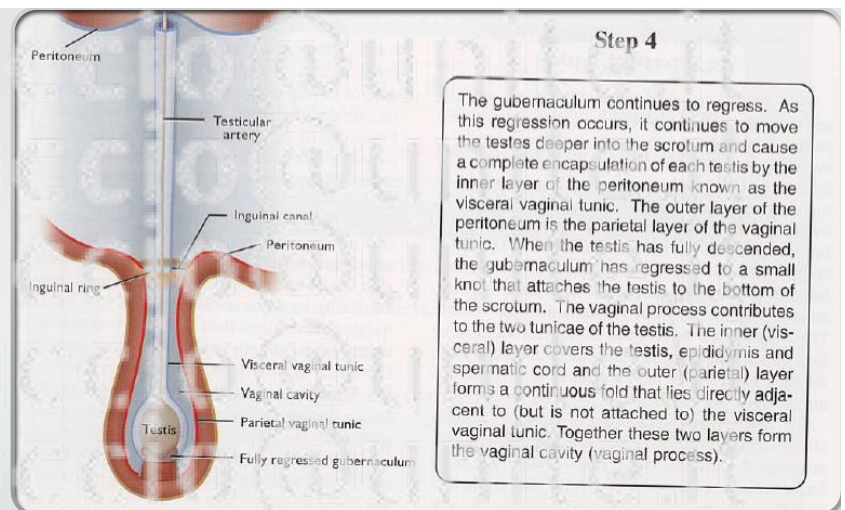 Peritoneum
Testicular
artery
Inguinal canal
Peritoneum
Inguinal ring
Visceral vaginal tunic
Vaginal cavity
Parietal vaginal tunic
Testis
Fully regressed gubernaculum
Step 4
The gubernaculum continues to regress. As
this regression occurs, it continues to move
the testes deeper into the scrotum and cause
a complete encapsulation of each testis by the
inner layer of the peritoneum known as the
visceral vaginal tunic. The outer layer of the
peritoneum is the parietal layer of the vaginal
tunic. When the testis has fully descended,
the gubernaculum has regressed to a small
knot that attaches the testis to the bottom of
the scrotum. The vaginal process contributes
to the two tunicae of the testis. The inner (vis-
ceral) layer covers the testis, epididymis and
spermatic cord and the outer (parietal) layer
forms a continuous fold that lies directly adja-
cent to (but is not attached to) the visceral
vaginal tunic. Together these two layers form
the vaginal cavity (vaginal process).